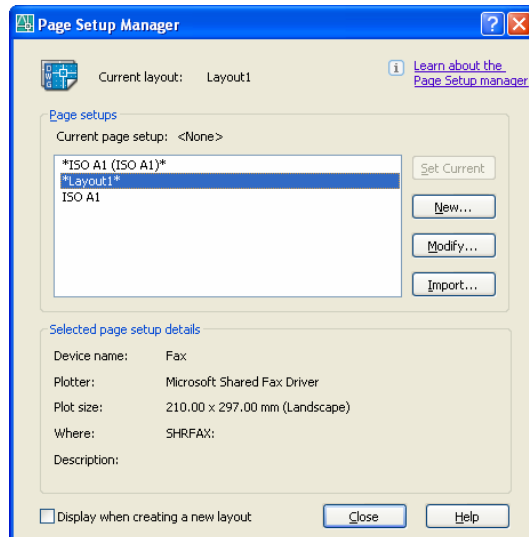 Page Setup Manager
Current layout: Layout1
i Learn about the
Page Setup manager
Page setups
Current page setup: <None>
*ISO A1 (ISO A1)*
*Layout1*
ISO A1
Set Current
New...
Modify...
Import...
Selected page setup details
Device name: Fax
Plotter: Microsoft Shared Fax Driver
Plot size: 210.00 x 297.00 mm (Landscape)
Where: SHRFAX:
Description:
Display when creating a new layout
Close
Help